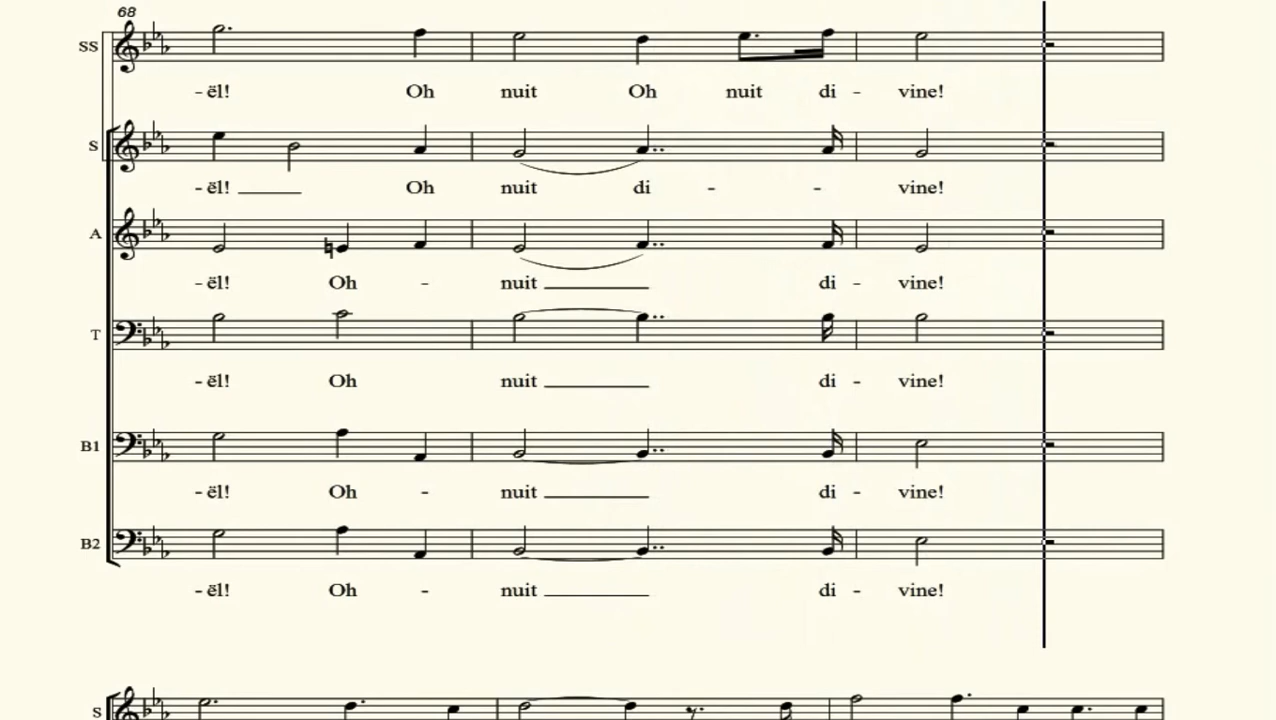 68
SS
-ël! Oh nuit Oh nuit di - vine!
S
-ël! Oh nuit di - - vine!
A
-ël! Oh - nuit di - vine!
T
-ël! Oh nuit di - vine!
B1
-ël! Oh - nuit di - vine!
B2
-ël! Oh - nuit di - vine!
S